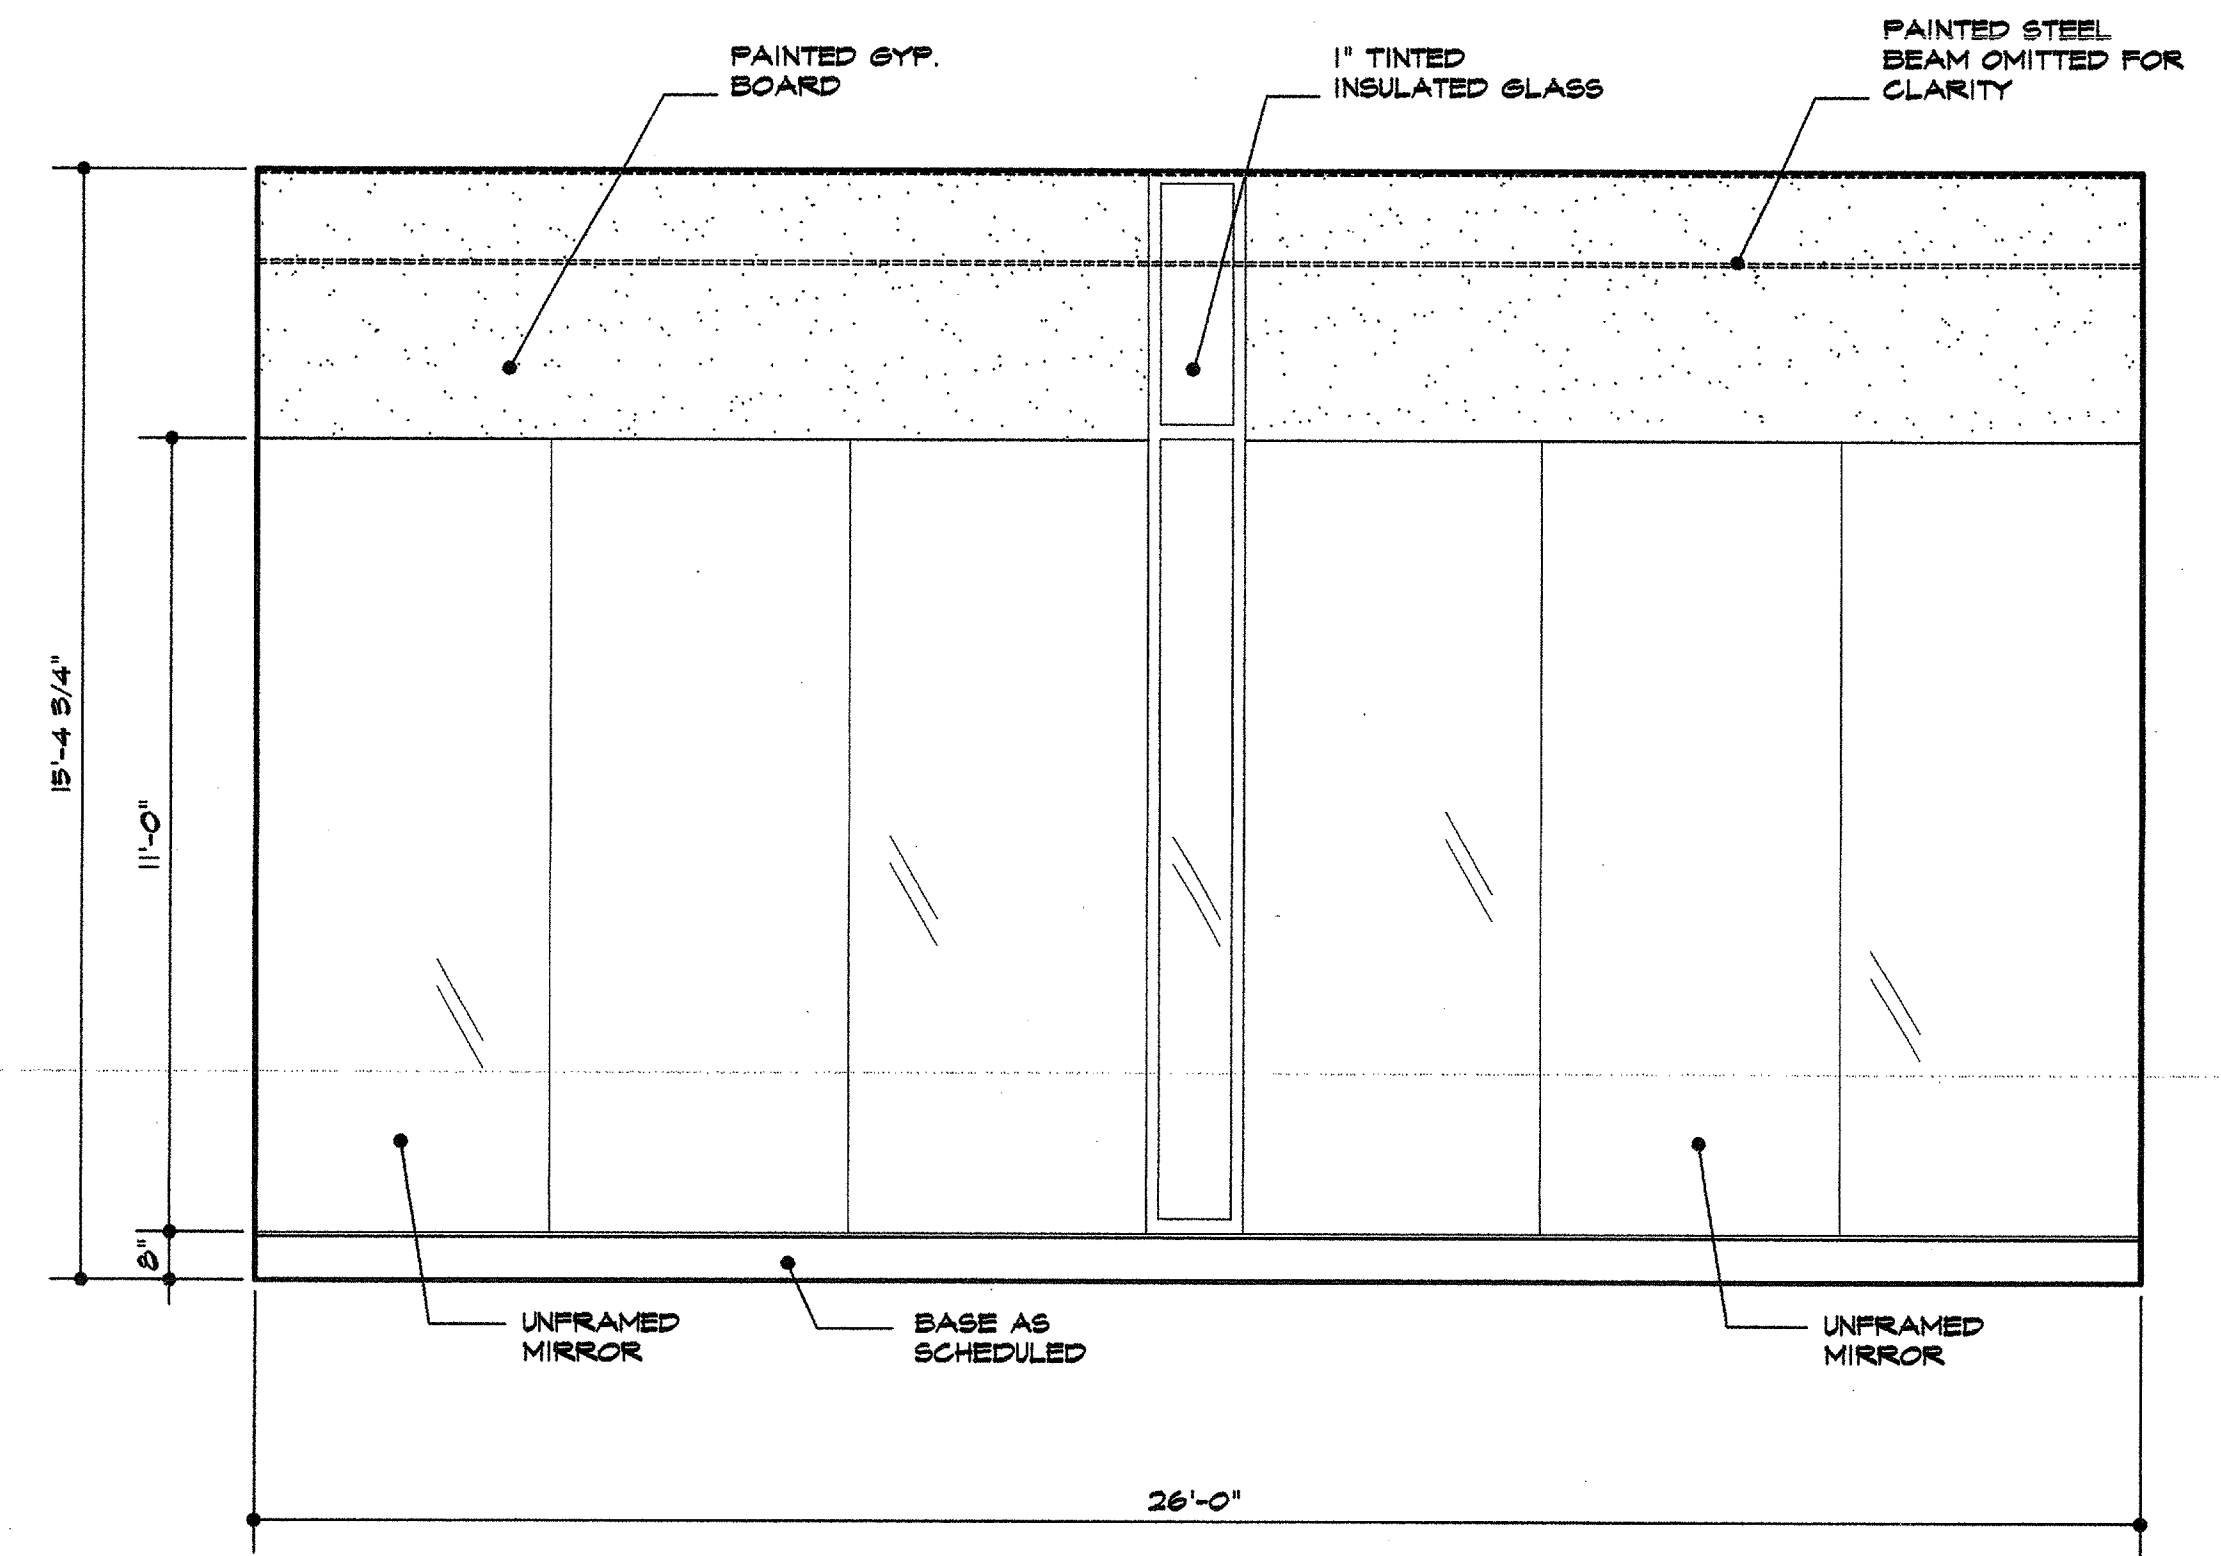 PAINTED GYP.
BOARD
1" TINTED
INSULATED GLASS
PAINTED STEEL
BEAM OMITTED FOR
CLARITY
15'-4 3/4"
11'-0"
8"
UNFRAMED
MIRROR
BASE AS
SCHEDULED
UNFRAMED
MIRROR
26'-0"